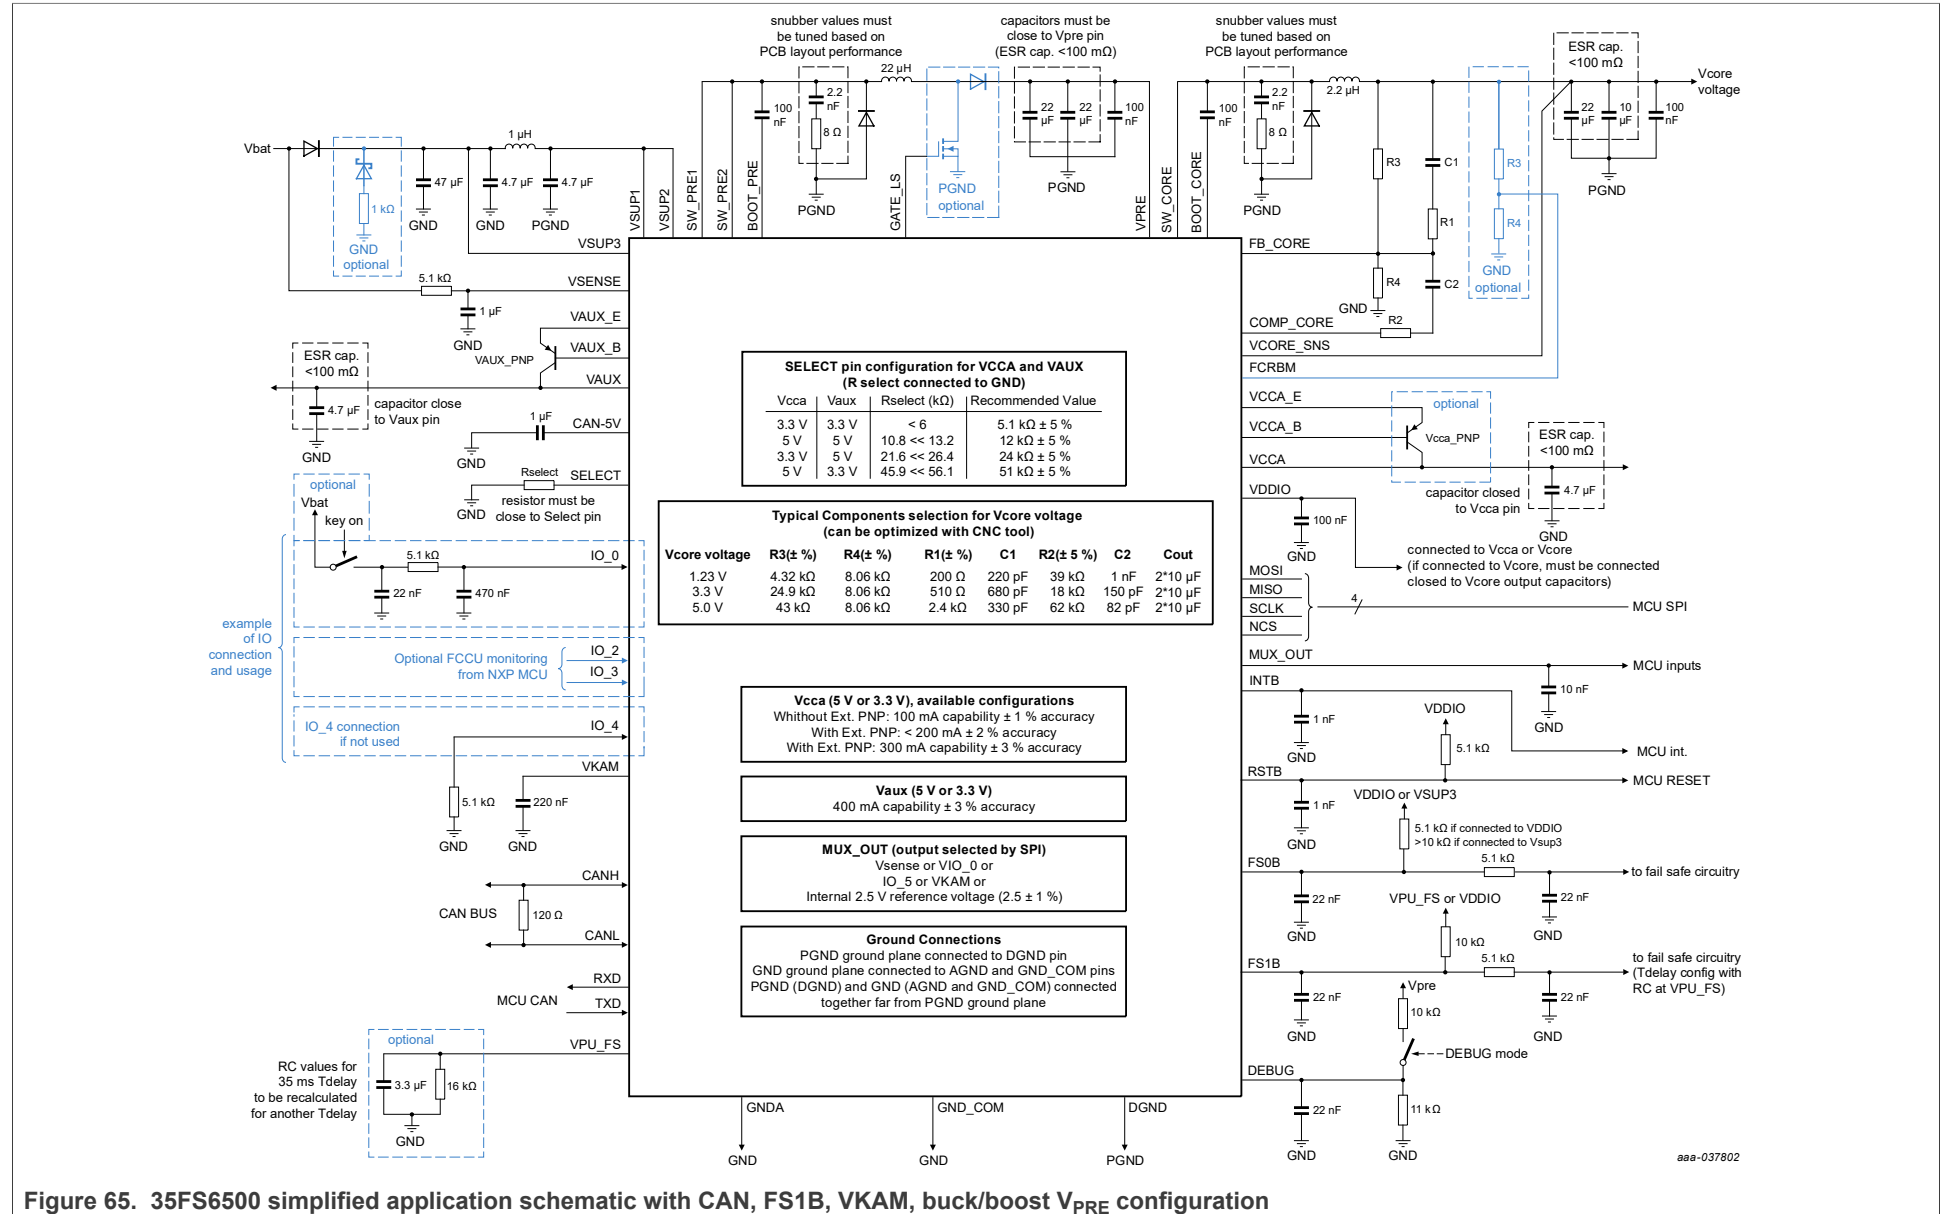 snubber values must
be tuned based on
PCB layout performance
capacitors must be
close to Vpre pin
(ESR cap. <100 mΩ)
snubber values must
be tuned based on
PCB layout performance
ESR cap.
<100 mΩ
Vcore
voltage
22 µH
2.2
nF
8 Ω
100
nF
22
µF
22
µF
100
nF
100
nF
2.2
nF
8 Ω
2.2 µH
22
µF
10
µF
100
nF
PGND
PGND
PGND
PGND
PGND
optional
R3
C1
R1
R4
C2
R2
GND
R3
R4
GND
optional
Vbat
1 µH
47 µF
4.7 µF
4.7 µF
1 kΩ
GND
optional
GND
GND
PGND
VSUP1
VSUP2
SW_PRE1
SW_PRE2
BOOT_PRE
GATE_LS
VPRE
SW_CORE
BOOT_CORE
VSUP3
5.1 kΩ
VSENSE
1 µF
GND
VAUX_E
VAUX_B
VAUX_PNP
VAUX
ESR cap.
<100 mΩ
4.7 µF
GND
capacitor close
to Vaux pin
1 µF
CAN-5V
GND
Rselect
SELECT
GND
resistor must be
close to Select pin
optional
Vbat
key on
5.1 kΩ
IO_0
22 nF
470 nF
example
of IO
connection
and usage
Optional FCCU monitoring
from NXP MCU
IO_2
IO_3
IO_4 connection
if not used
IO_4
VKAM
5.1 kΩ
220 nF
GND
GND
CANH
CAN BUS
120 Ω
CANL
RXD
MCU CAN
TXD
VPU_FS
optional
RC values for
35 ms Tdelay
to be recalculated
for another Tdelay
3.3 µF
16 kΩ
GND
SELECT pin configuration for VCCA and VAUX
(R select connected to GND)
Vcca Vaux Rselect (kΩ) Recommended Value
3.3 V 3.3 V < 6 5.1 kΩ ± 5 %
5 V 5 V 10.8 << 13.2 12 kΩ ± 5 %
3.3 V 5 V 21.6 << 26.4 24 kΩ ± 5 %
5 V 3.3 V 45.9 << 56.1 51 kΩ ± 5 %
Typical Components selection for Vcore voltage
(can be optimized with CNC tool)
Vcore voltage R3(± %) R4(± %) R1(± %) C1 R2(± 5 %) C2 Cout
1.23 V 4.32 kΩ 8.06 kΩ 200 Ω 220 pF 39 kΩ 1 nF 2*10 µF
3.3 V 24.9 kΩ 8.06 kΩ 510 Ω 680 pF 18 kΩ 150 pF 2*10 µF
5.0 V 43 kΩ 8.06 kΩ 2.4 kΩ 330 pF 62 kΩ 82 pF 2*10 µF
Vcca (5 V or 3.3 V), available configurations
Whithout Ext. PNP: 100 mA capability ± 1 % accuracy
With Ext. PNP: < 200 mA ± 2 % accuracy
With Ext. PNP: 300 mA capability ± 3 % accuracy
Vaux (5 V or 3.3 V)
400 mA capability ± 3 % accuracy
MUX_OUT (output selected by SPI)
Vsense or VIO_0 or
IO_5 or VKAM or
Internal 2.5 V reference voltage (2.5 ± 1 %)
Ground Connections
PGND ground plane connected to DGND pin
GND ground plane connected to AGND and GND_COM pins
PGND (DGND) and GND (AGND and GND_COM) connected
together far from PGND ground plane
GNDA
GND_COM
DGND
GND
GND
PGND
FB_CORE
COMP_CORE
VCORE_SNS
FCRBM
VCCA_E
VCCA_B
VCCA
optional
Vcca_PNP
ESR cap.
<100 mΩ
4.7 µF
GND
capacitor closed
to Vcca pin
VDDIO
100 nF
GND
connected to Vcca or Vcore
(if connected to Vcore, must be connected
closed to Vcore output capacitors)
MOSI
MISO
SCLK
NCS
4
MCU SPI
MUX_OUT
MCU inputs
10 nF
GND
INTB
1 nF
GND
MCU int.
VDDIO
5.1 kΩ
RSTB
MCU RESET
1 nF
GND
VDDIO or VSUP3
5.1 kΩ if connected to VDDIO
>10 kΩ if connected to Vsup3
FS0B
5.1 kΩ
to fail safe circuitry
22 nF
GND
22 nF
GND
VPU_FS or VDDIO
10 kΩ
FS1B
5.1 kΩ
to fail safe circuitry
(Tdelay config with
RC at VPU_FS)
22 nF
GND
22 nF
GND
Vpre
10 kΩ
DEBUG mode
DEBUG
22 nF
GND
11 kΩ
GND
aaa-037802
Figure 65. 35FS6500 simplified application schematic with CAN, FS1B, VKAM, buck/boost VPRE configuration